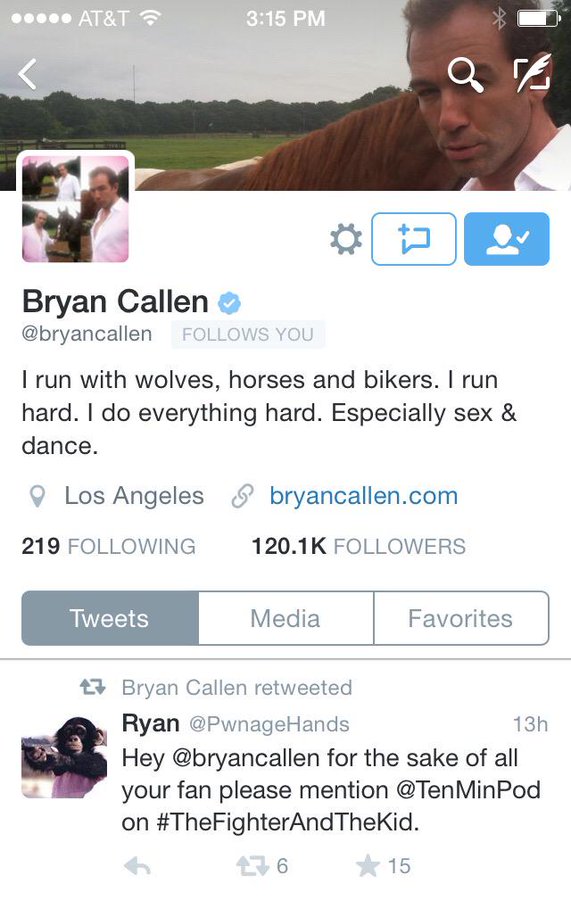 AT&T 3:15 PM
Bryan Callen
@bryancallen FOLLOWS YOU
I run with wolves, horses and bikers. I run
hard. I do everything hard. Especially sex &
dance.
Los Angeles bryancallen.com
219 FOLLOWING 120.1K FOLLOWERS
Tweets Media Favorites
Bryan Callen retweeted
Ryan @PwnageHands 13h
Hey @bryancallen for the sake of all
your fan please mention @TenMinPod
on #TheFighterAndTheKid.
6 15